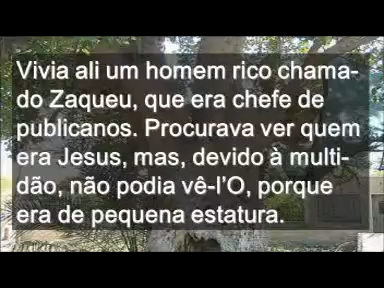 Vivia ali um homem rico chama-
do Zaqueu, que era chefe de
publicanos. Procurava ver quem
era Jesus, mas, devido à multi-
dão, não podia vê-l’O, porque
era de pequena estatura.